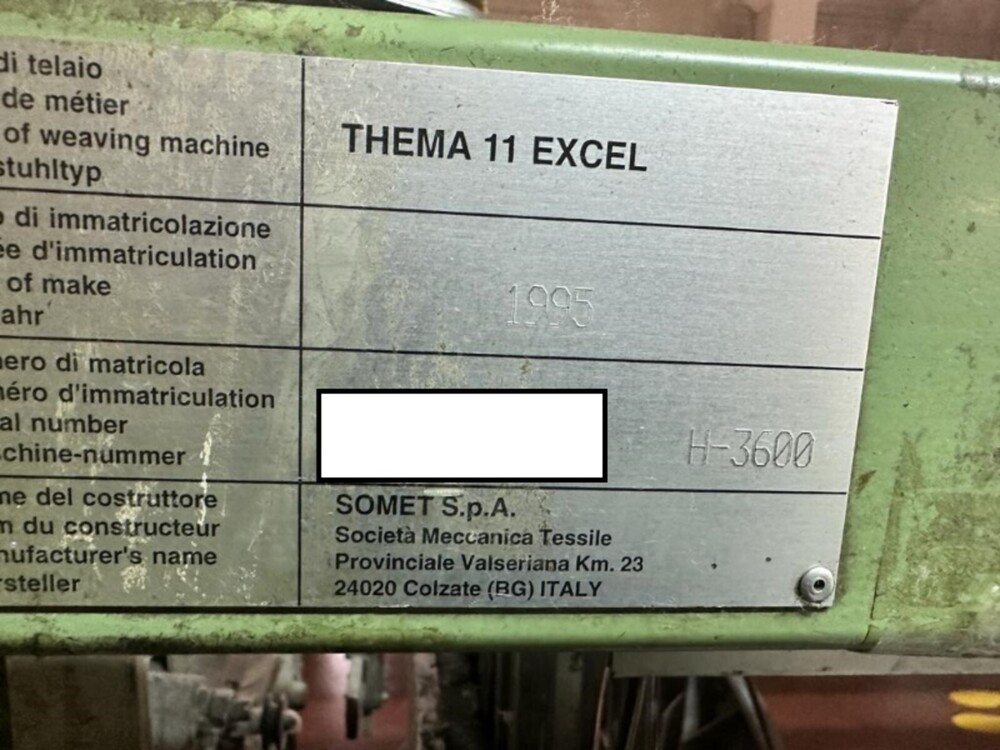 di telaio
de métier
of weaving machine
stuhltyp
THEMA 11 EXCEL
di immatricolazione
ée d'immatriculation
of make
ahr
1995
nero di matricola
néro d'immatriculation
al number
schine-nummer
H-3600
me del costruttore
m du constructeur
nufacturer's name
rsteller
SOMET S.p.A.
Società Meccanica Tessile
Provinciale Valseriana Km. 23
24020 Colzate (BG) ITALY